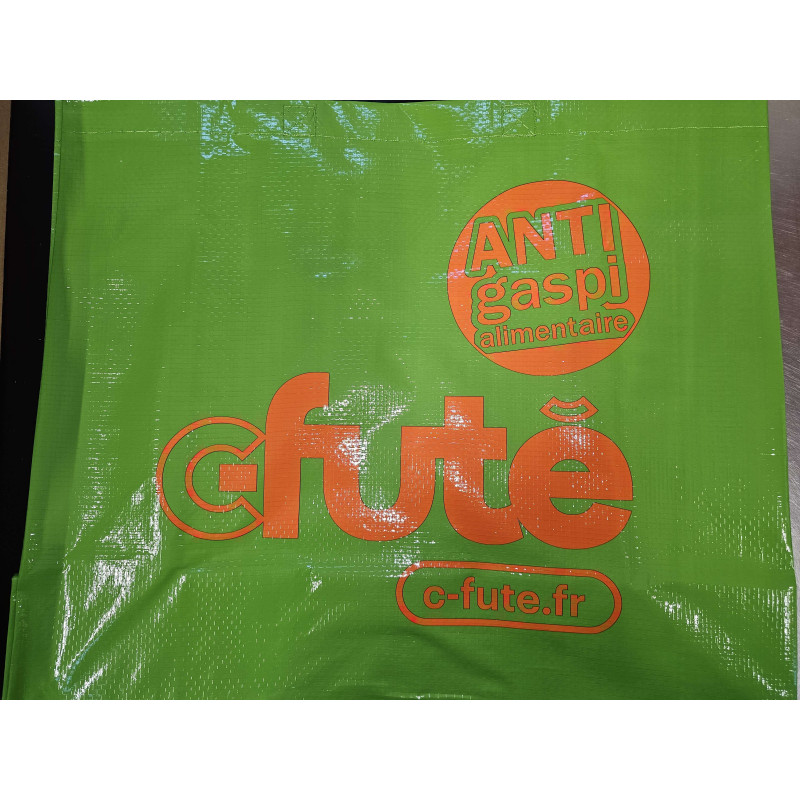 ANTI
gaspi
alimentaire
c-futé
c-fute.fr